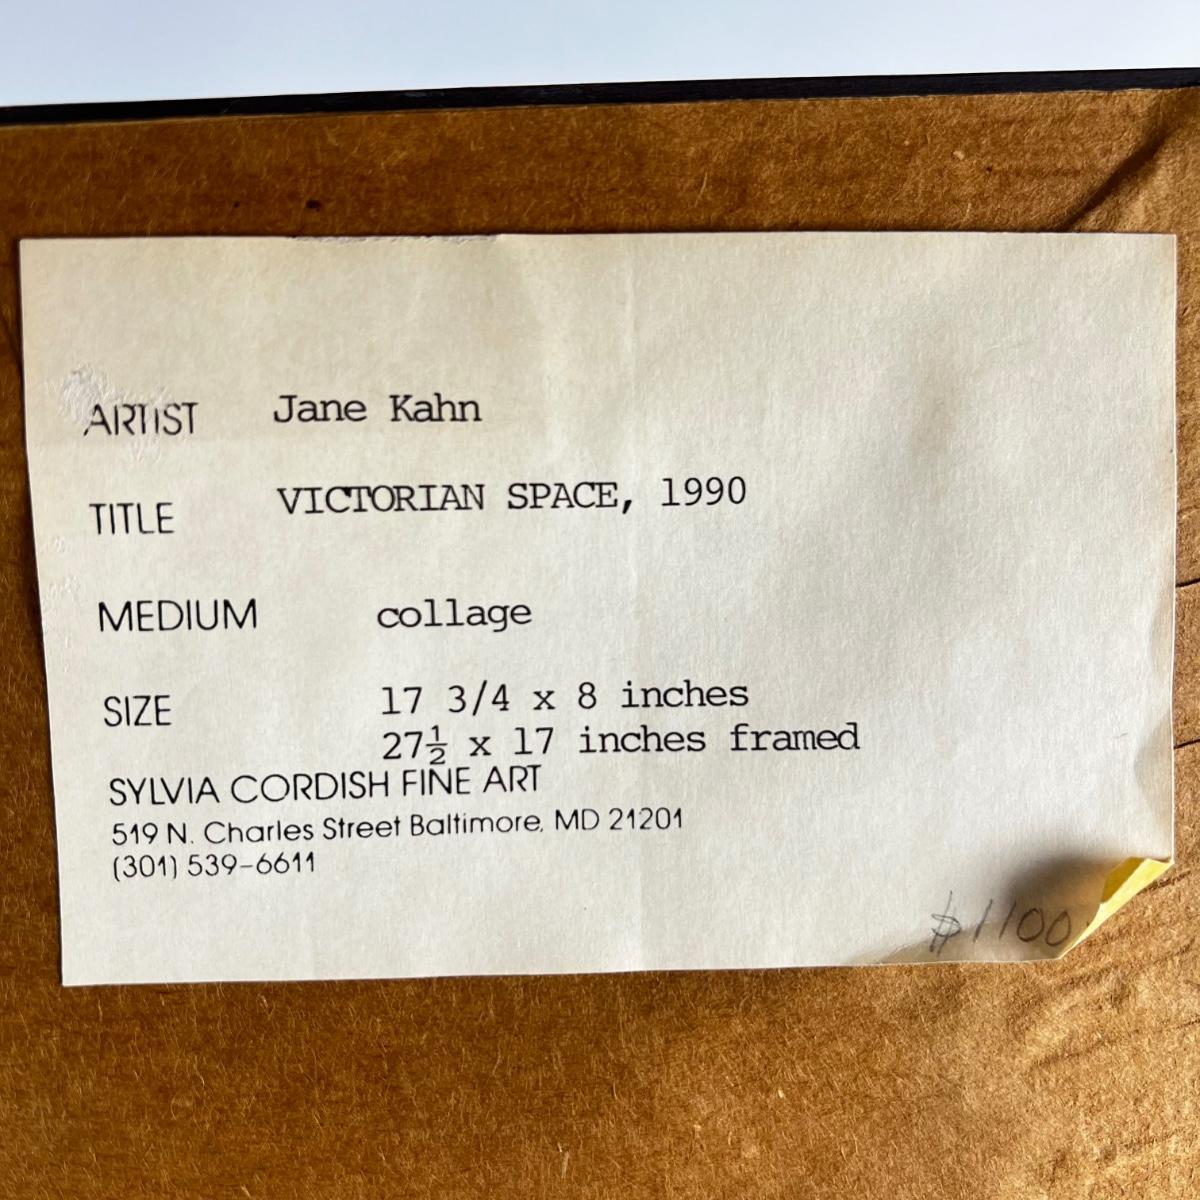 ARTIST Jane Kahn
TITLE VICTORIAN SPACE, 1990
MEDIUM collage
SIZE 17 3/4 x 8 inches
27½ x 17 inches framed
SYLVIA CORDISH FINE ART
519 N. Charles Street Baltimore, MD 21201
(301) 539-6611
$1100